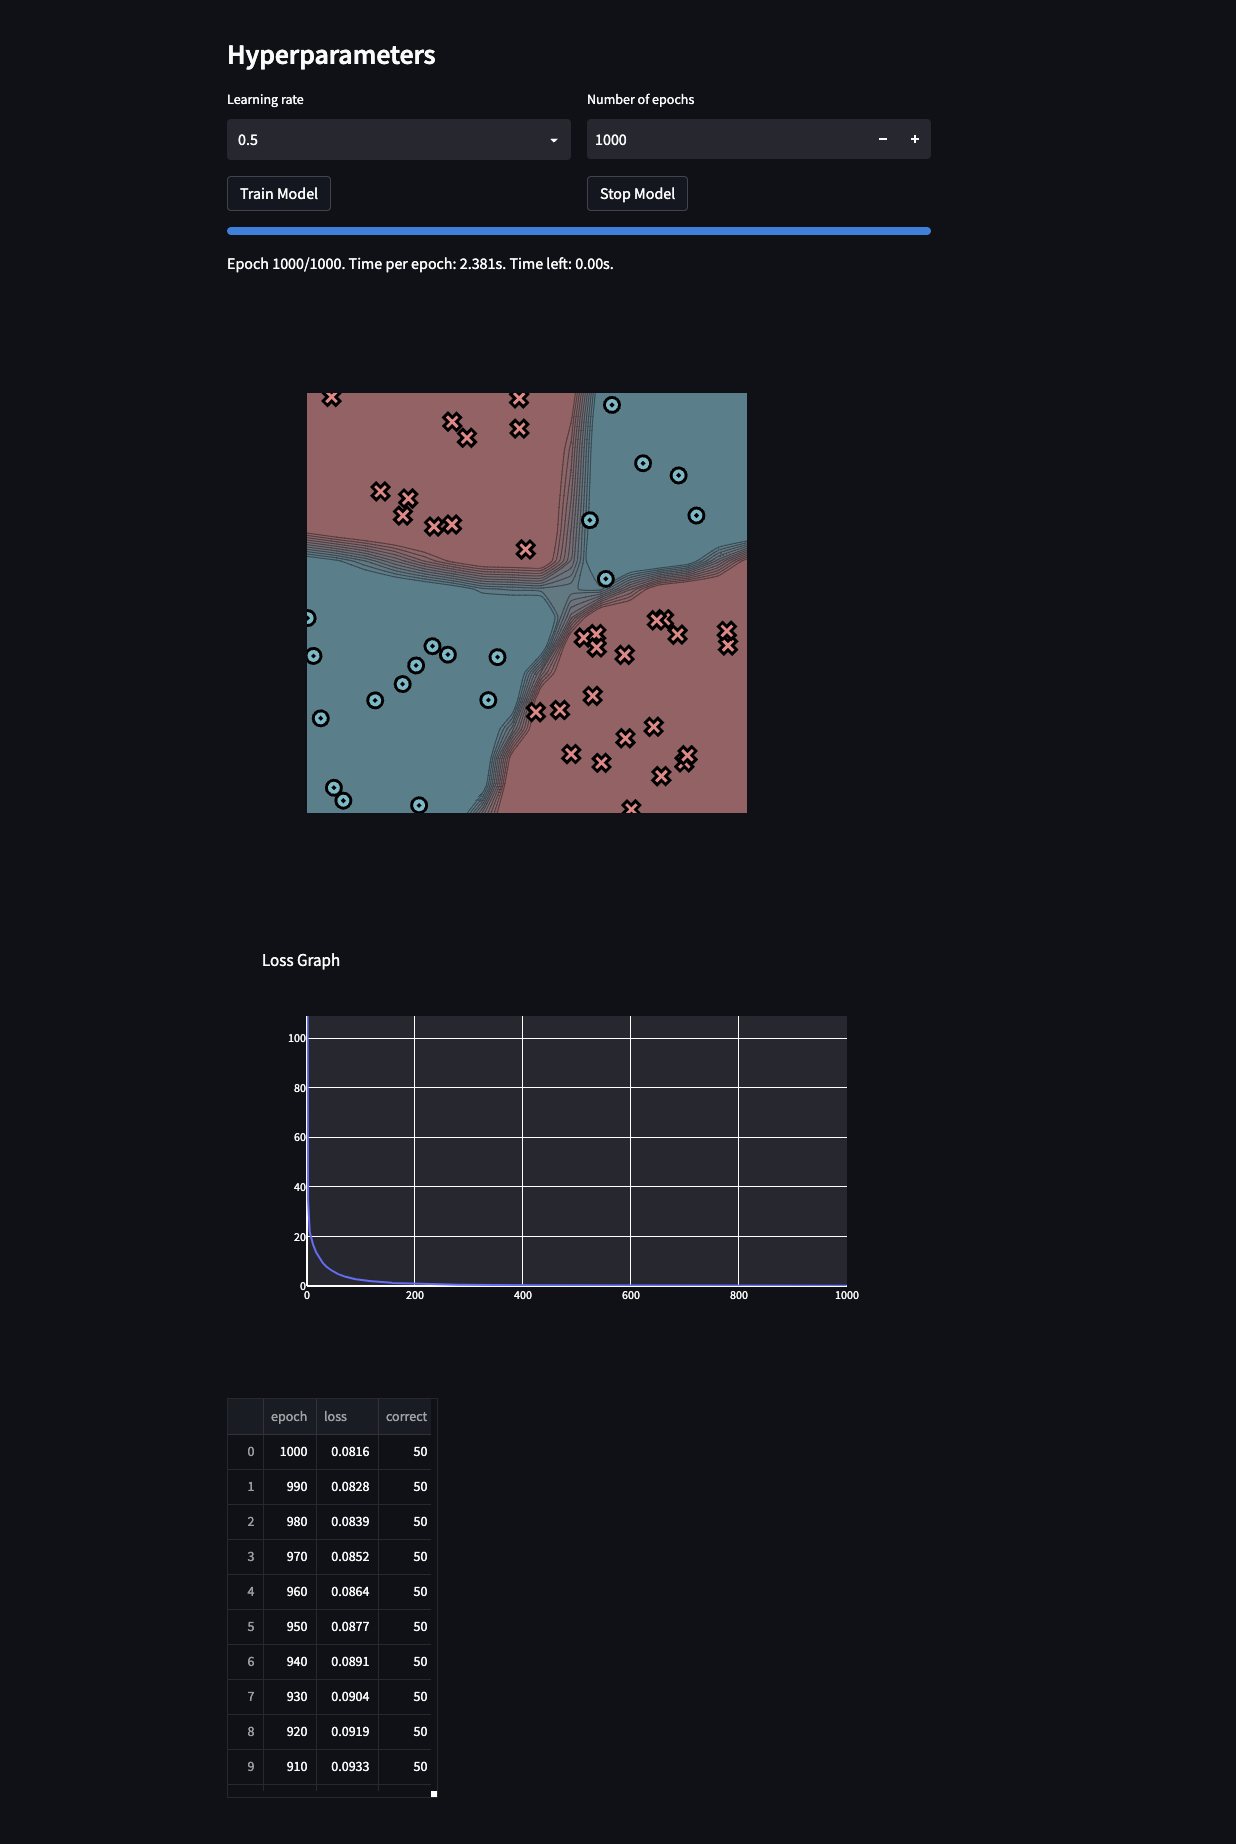 Hyperparameters
Learning rate
Number of epochs
0.5
1000
Train Model
Stop Model
Epoch 1000/1000. Time per epoch: 2.381s. Time left: 0.00s.
Loss Graph
100
80
60
40
20
0
0 200 400 600 800 1000
epoch loss correct
0 1000 0.0816 50
1 990 0.0828 50
2 980 0.0839 50
3 970 0.0852 50
4 960 0.0864 50
5 950 0.0877 50
6 940 0.0891 50
7 930 0.0904 50
8 920 0.0919 50
9 910 0.0933 50